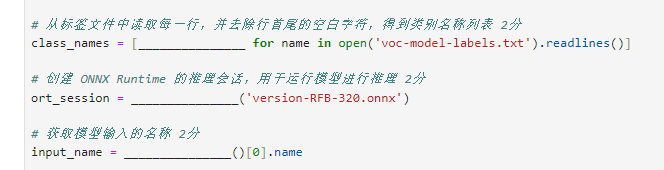 # 从标签文件中读取每一行，并去除行首尾的空白字符，得到类别名称列表 2分
class_names = [_______________ for name in open('voc-model-labels.txt').readlines()]
# 创建 ONNX Runtime 的推理会话，用于运行模型进行推理 2分
ort_session = _______________('version-RFB-320.onnx')
# 获取模型输入的名称 2分
input_name = _______________()[0].name